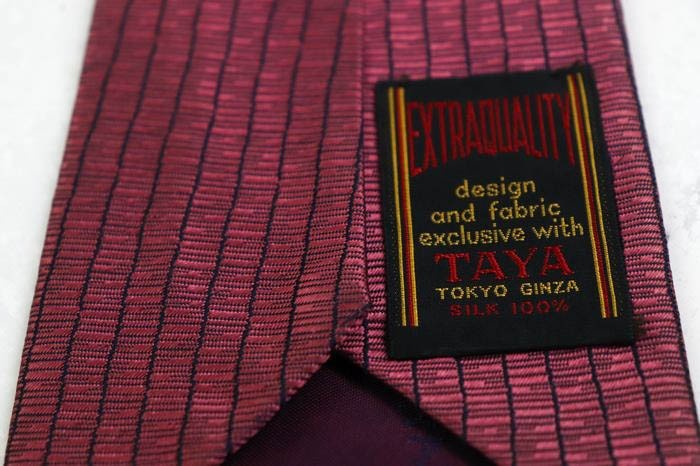 EXTRAQUALITY
design
and fabric
exclusive with
TAYA
TOKYO GINZA
SILK 100%